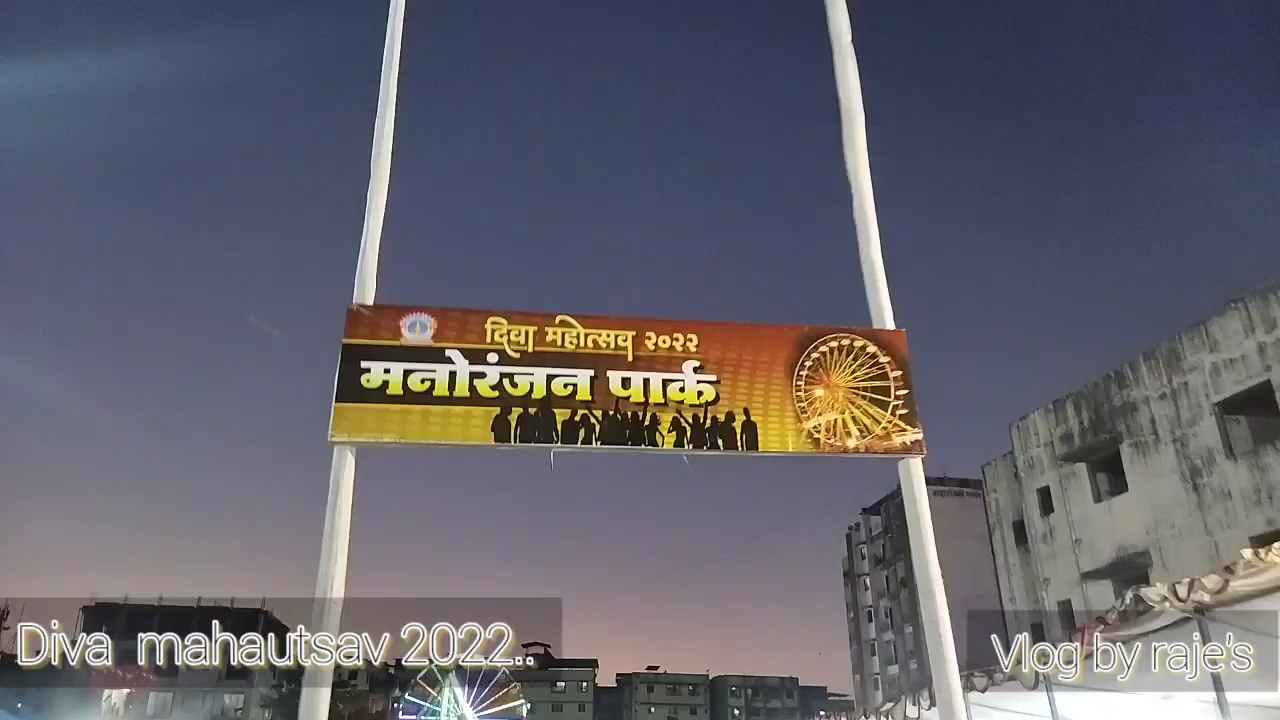 दिवा महोत्सव २०२२
मनोरंजन पार्क
Diva mahautsav 2022..
Vlog by raje's